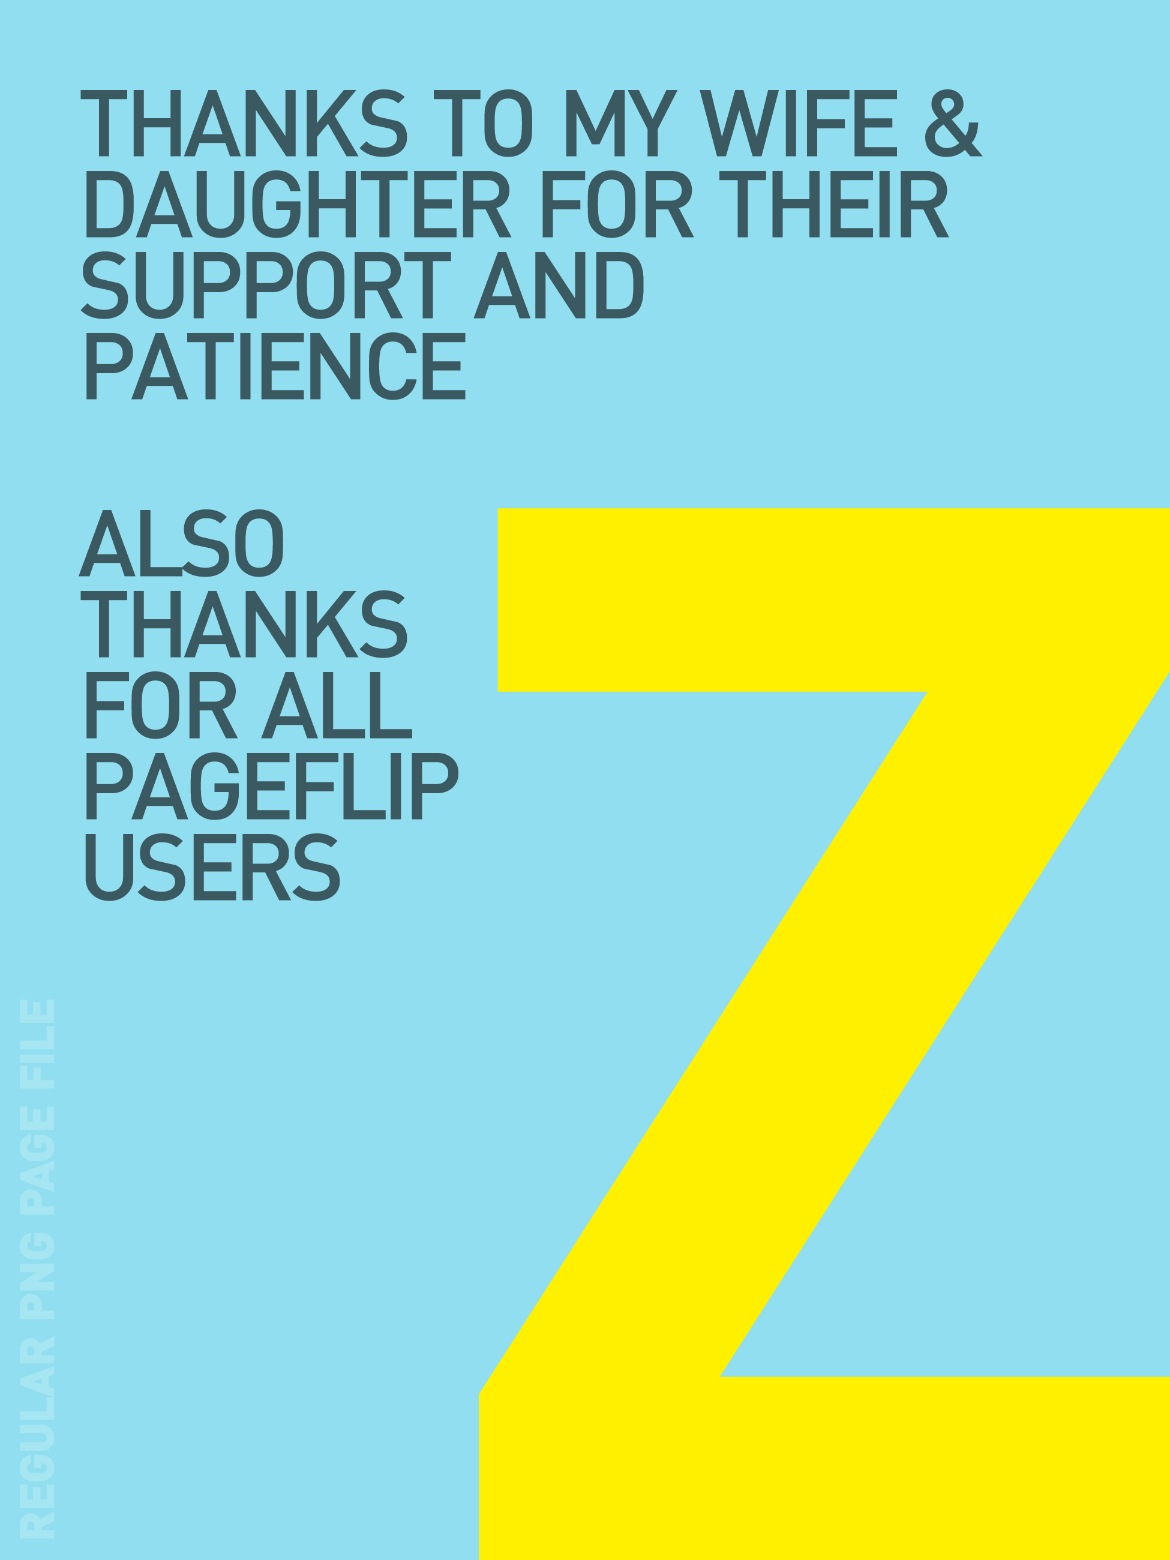 THANKS TO MY WIFE &
DAUGHTER FOR THEIR
SUPPORT AND
PATIENCE
ALSO
THANKS
FOR ALL
PAGEFLIP
USERS
Z
REGULAR PNG PAGE FILE